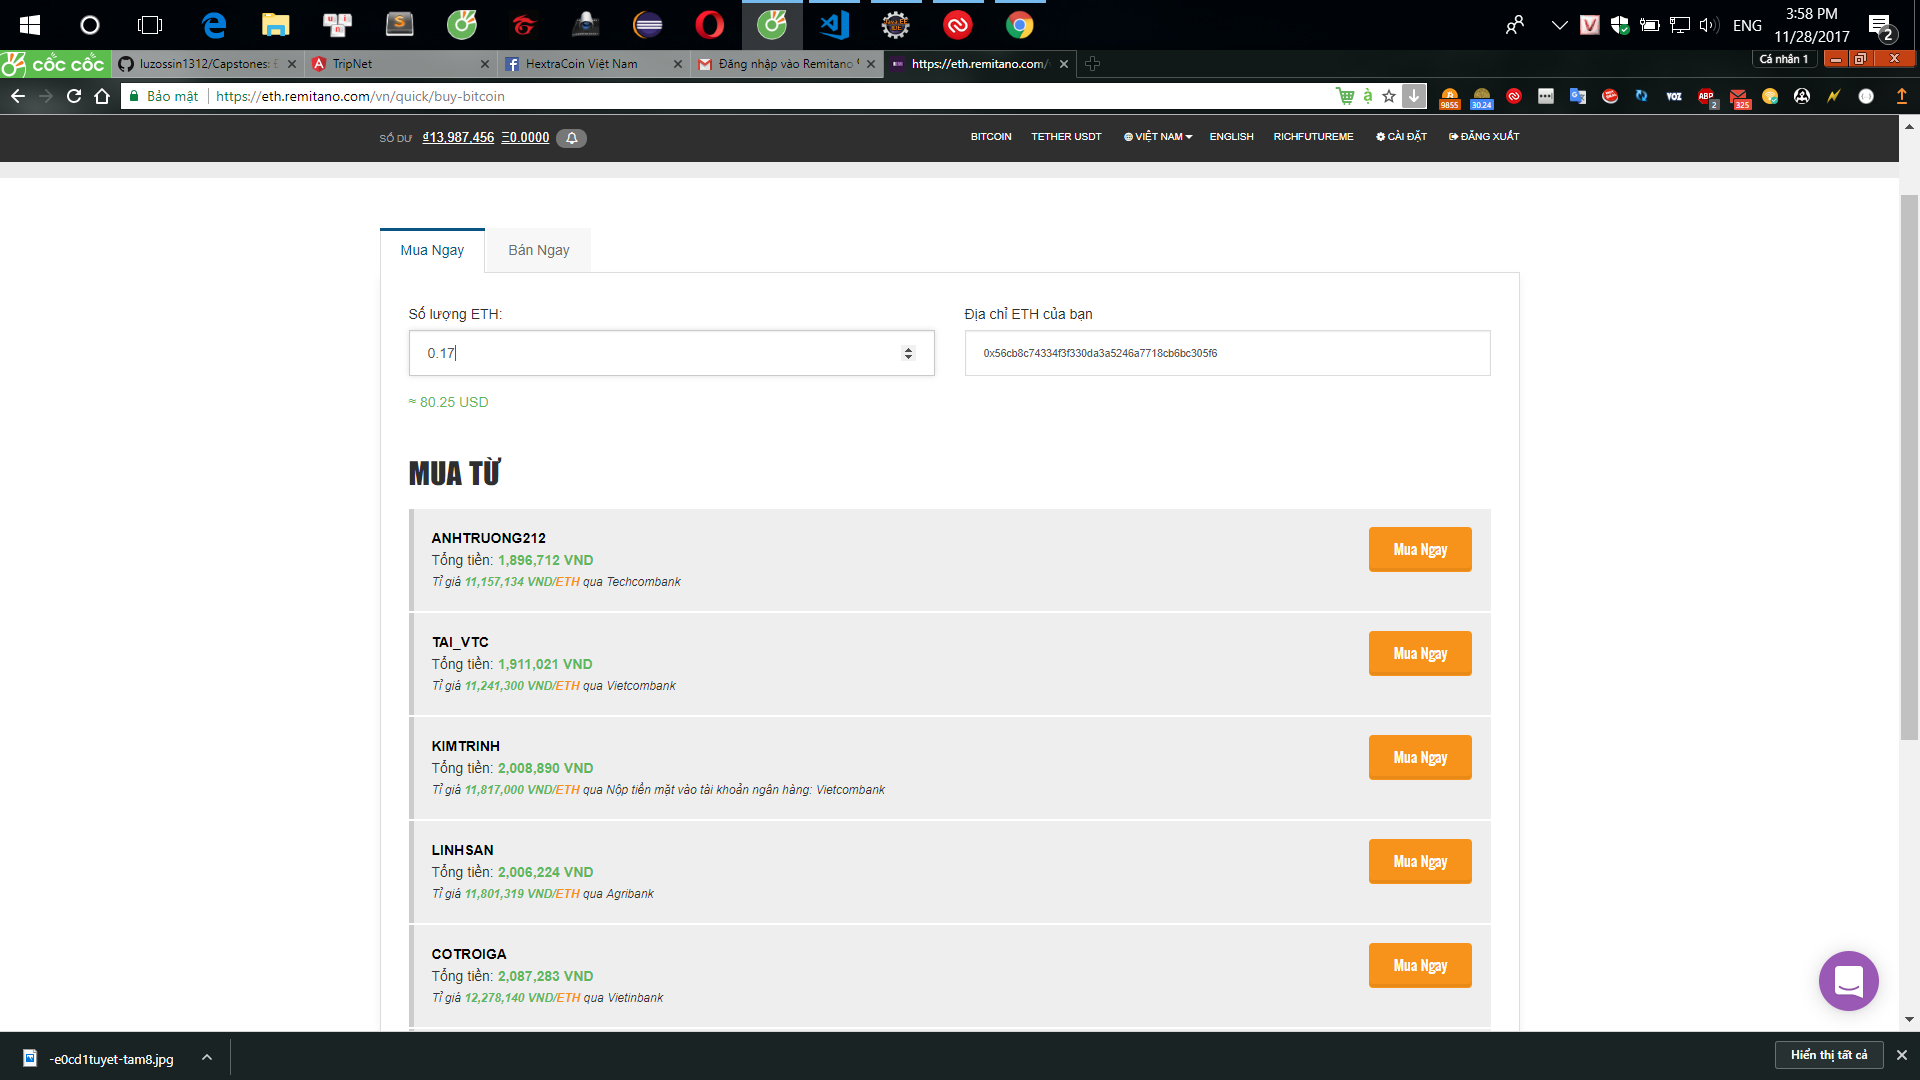 3:58 PM
ENG
11/28/2017
2
cốc cốc
luzossin1312/Capstones:
TripNet
HextraCoin Việt Nam
Đăng nhập vào Remitano
https://eth.remitano.com/
Cá nhân 1
Bảo mật
https://eth.remitano.com/vn/quick/buy-bitcoin
à
9855
30.24
VOZ
ABP
2
325
SỐ DƯ
₫13,987,456
Ξ0.0000
BITCOIN
TETHER USDT
VIỆT NAM
ENGLISH
RICHFUTUREME
CÀI ĐẶT
ĐĂNG XUẤT
Mua Ngay
Bán Ngay
Số lượng ETH:
Địa chỉ ETH của bạn
0.17
0x56cb8c74334f3f330da3a5246a7718cb6bc305f6
≈ 80.25 USD
MUA TỪ
ANHTRUONG212
Tổng tiền: 1,896,712 VND
Tỉ giá 11,157,134 VND/ETH qua Techcombank
Mua Ngay
TAI_VTC
Tổng tiền: 1,911,021 VND
Tỉ giá 11,241,300 VND/ETH qua Vietcombank
Mua Ngay
KIMTRINH
Tổng tiền: 2,008,890 VND
Tỉ giá 11,817,000 VND/ETH qua Nộp tiền mặt vào tài khoản ngân hàng: Vietcombank
Mua Ngay
LINHSAN
Tổng tiền: 2,006,224 VND
Tỉ giá 11,801,319 VND/ETH qua Agribank
Mua Ngay
COTROIGA
Tổng tiền: 2,087,283 VND
Tỉ giá 12,278,140 VND/ETH qua Vietinbank
Mua Ngay
-e0cd1tuyet-tam8.jpg
Hiển thị tất cả